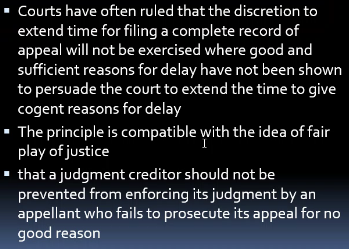 ▪ Courts have often ruled that the discretion to
extend time for filing a complete record of
appeal will not be exercised where good and
sufficient reasons for delay have not been shown
to persuade the court to extend the time to give
cogent reasons for delay
▪ The principle is compatible with the idea of fair
play of justice
▪ that a judgment creditor should not be
prevented from enforcing its judgment by an
appellant who fails to prosecute its appeal for no
good reason